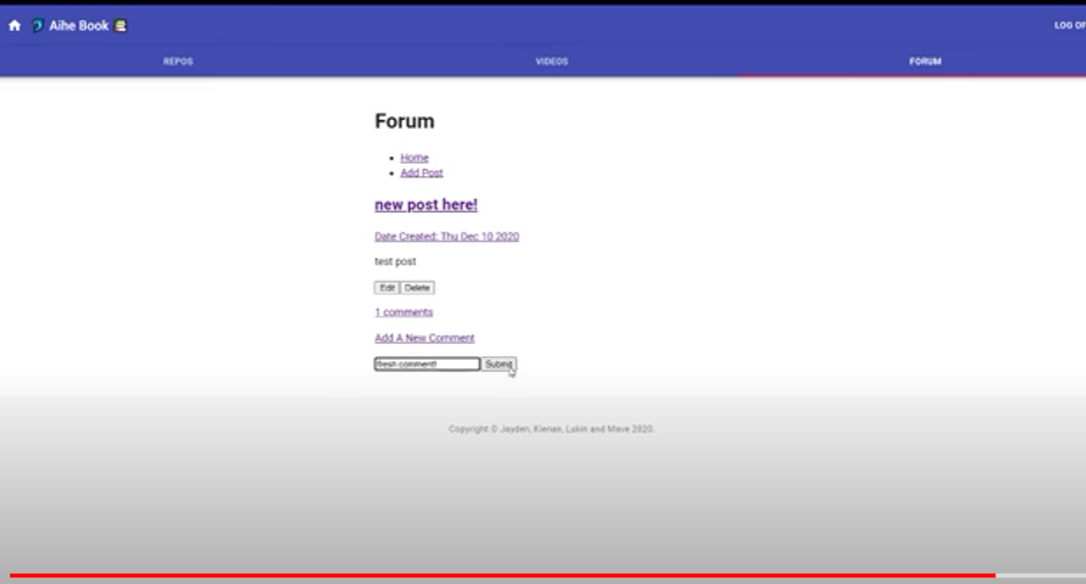 Aihe Book
LOG OF
REPOS
VIDEOS
FORUM
Forum
Home
Add Post
new post here!
Date Created: Thu Dec 10 2020
test post
Edit Delete
1 comments
Add A New Comment
fresh comment! Submit
Copyright © Jayden, Kienan, Lukin and Mave 2020.